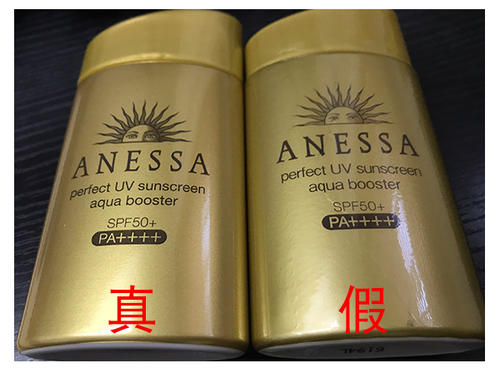 ANESSA
perfect UV sunscreen
aqua booster
SPF50+
PA++++
真
ANESSA
perfect UV sunscreen
aqua booster
SPF50+
PA++++
假